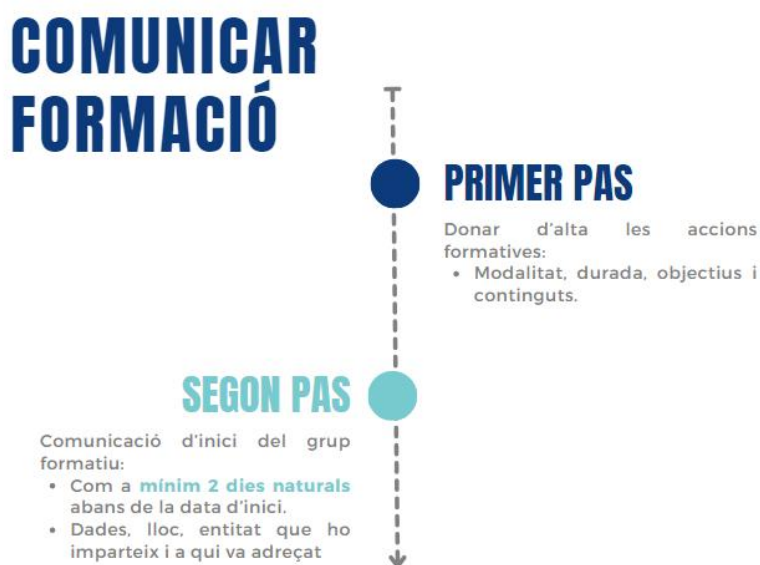 COMUNICAR
FORMACIÓ
PRIMER PAS
Donar d'alta les accions
formatives:
• Modalitat, durada, objectius i
continguts.
SEGON PAS
Comunicació d'inici del grup
formatiu:
• Com a mínim 2 dies naturals
abans de la data d'inici.
• Dades, lloc, entitat que ho
imparteix i a qui va adreçat